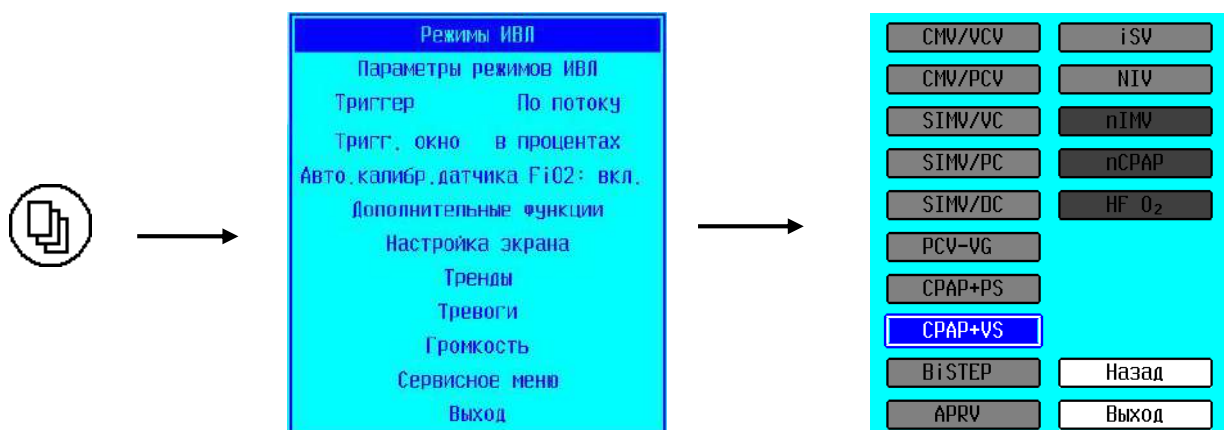 Режимы ИВЛ
Параметры режимов ИВЛ
Триггер По потоку
Тригг. окно в процентах
Авто.калибр.датчика FiO2: вкл.
Дополнительные функции
Настройка экрана
Тренды
Тревоги
Громкость
Сервисное меню
Выход
CMV/VCV iSV
CMV/PCV NIV
SIMV/VC nIMV
SIMV/PC nCPAP
SIMV/DC HF O₂
PCV-VG
CPAP+PS
CPAP+VS
BiSTEP Назад
APRV Выход